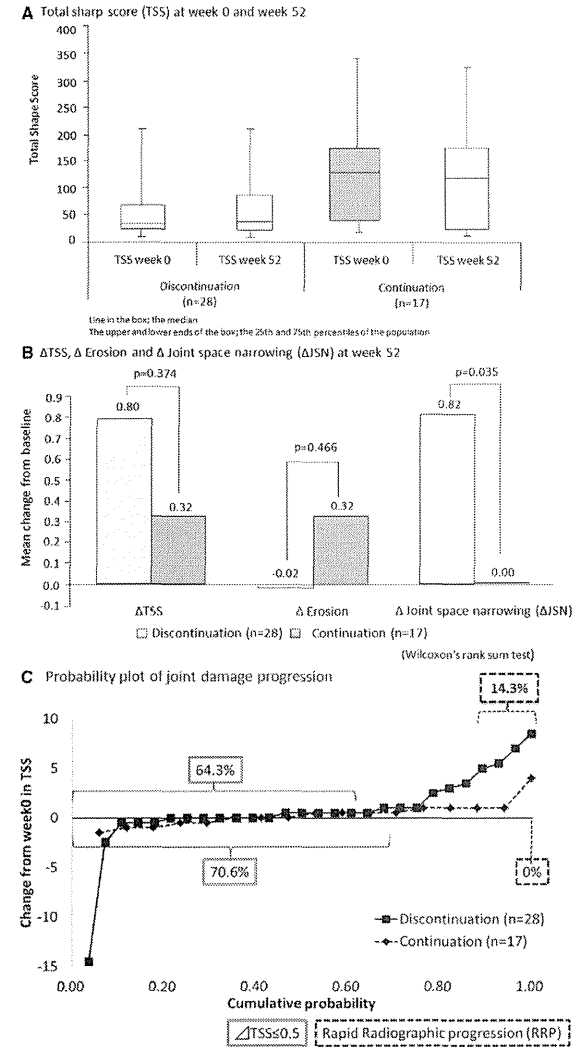 A Total sharp score (TSS) at week 0 and week 52
Total Shape Score
400
350
300
250
200
150
100
50
0
TSS week 0
TSS week 52
TSS week 0
TSS week 52
Discontinuation
(n=28)
Continuation
(n=17)
Line in the box; the median
The upper and lower ends of the box; the 25th and 75th percentiles of the population
B ΔTSS, Δ Erosion and Δ Joint space narrowing (ΔJSN) at week 52
Mean change from baseline
0.9
0.8
0.7
0.6
0.5
0.4
0.3
0.2
0.1
0.0
-0.1
p=0.374
0.80
0.32
p=0.466
-0.02
0.32
p=0.035
0.82
0.00
ΔTSS
Δ Erosion
Δ Joint space narrowing (ΔJSN)
Discontinuation (n=28)
Continuation (n=17)
(Wilcoxon's rank sum test)
C Probability plot of joint damage progression
Change from week0 in TSS
10
5
0
-5
-10
-15
14.3%
64.3%
70.6%
0%
Discontinuation (n=28)
Continuation (n=17)
0.00
0.20
0.40
0.60
0.80
1.00
Cumulative probability
⊿TSS≤0.5
Rapid Radiographic progression (RRP)